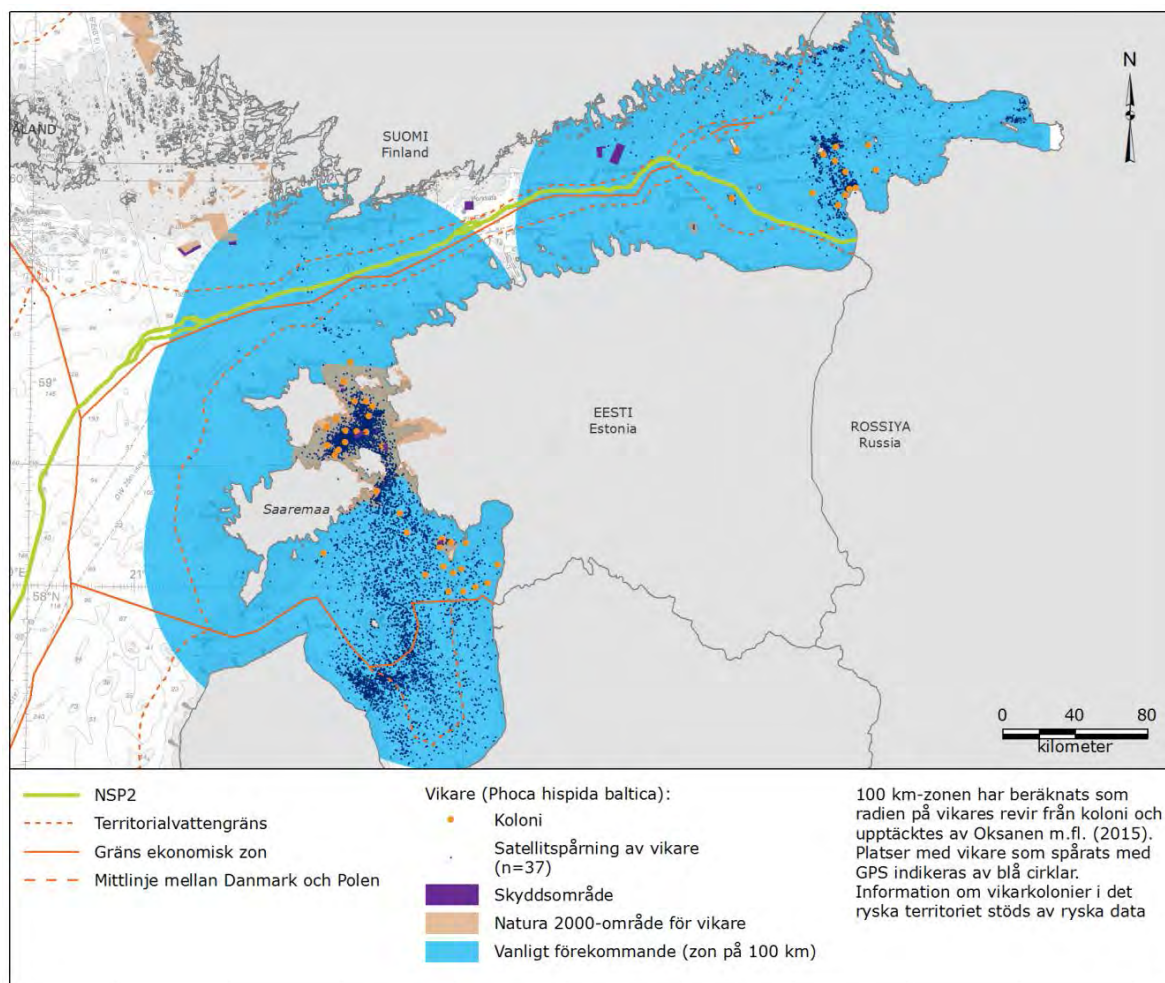 N
ÅLAND
SUOMI
Finland
60°
59°
EESTI
Estonia
ROSSIYA
Russia
Saaremaa
21°
58°N
0 40 80
kilometer
NSP2
Territorialvattengräns
Gräns ekonomisk zon
Mittlinje mellan Danmark och Polen
Vikare (Phoca hispida baltica):
Koloni
Satellitspårning av vikare
(n=37)
Skyddsområde
Natura 2000-område för vikare
Vanligt förekommande (zon på 100 km)
100 km-zonen har beräknats som
radien på vikares revir från koloni och
upptäcktes av Oksanen m.fl. (2015).
Platser med vikare som spårats med
GPS indikeras av blå cirklar.
Information om vikarkolonier i det
ryska territoriet stöds av ryska data